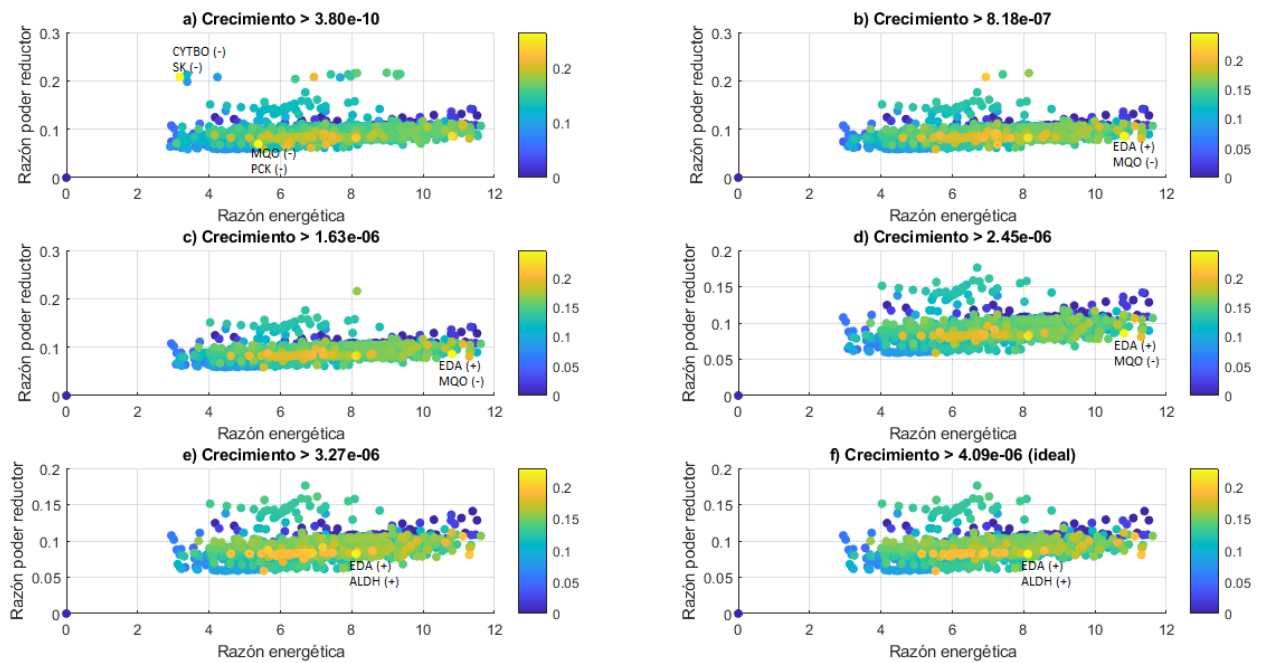 a) Crecimiento > 3.80e-10
Razón poder reductor
0.3
0.2
0.1
0
CYTBO (-)
SK (-)
MQO (-)
PCK (-)
0 2 4 6 8 10 12
Razón energética
0.2
0.1
0
b) Crecimiento > 8.18e-07
Razón poder reductor
0.3
0.2
0.1
0
EDA (+)
MQO (-)
0 2 4 6 8 10 12
Razón energética
0.2
0.15
0.1
0.05
0
c) Crecimiento > 1.63e-06
Razón poder reductor
0.3
0.2
0.1
0
EDA (+)
MQO (-)
0 2 4 6 8 10 12
Razón energética
0.2
0.15
0.1
0.05
0
d) Crecimiento > 2.45e-06
Razón poder reductor
0.2
0.15
0.1
0.05
0
EDA (+)
MQO (-)
0 2 4 6 8 10 12
Razón energética
0.2
0.15
0.1
0.05
0
e) Crecimiento > 3.27e-06
Razón poder reductor
0.2
0.15
0.1
0.05
0
EDA (+)
ALDH (+)
0 2 4 6 8 10 12
Razón energética
0.2
0.15
0.1
0.05
0
f) Crecimiento > 4.09e-06 (ideal)
Razón poder reductor
0.2
0.15
0.1
0.05
0
EDA (+)
ALDH (+)
0 2 4 6 8 10 12
Razón energética
0.2
0.15
0.1
0.05
0